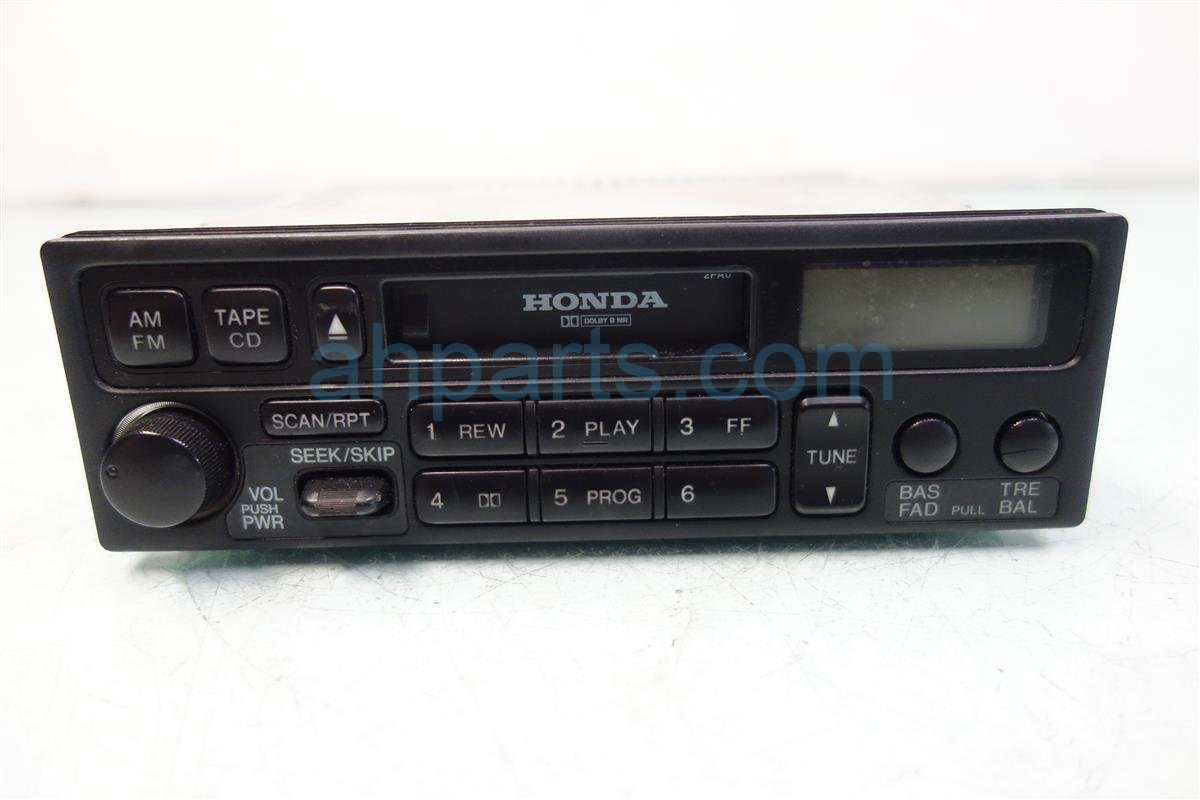 2PA0
HONDA
DOLBY B NR
AM
FM
TAPE
CD
ahparts.com
SCAN/RPT
SEEK/SKIP
VOL
PUSH
PWR
1 REW
2 PLAY
3 FF
4
5 PROG
6
TUNE
BAS
FAD
PULL
TRE
BAL